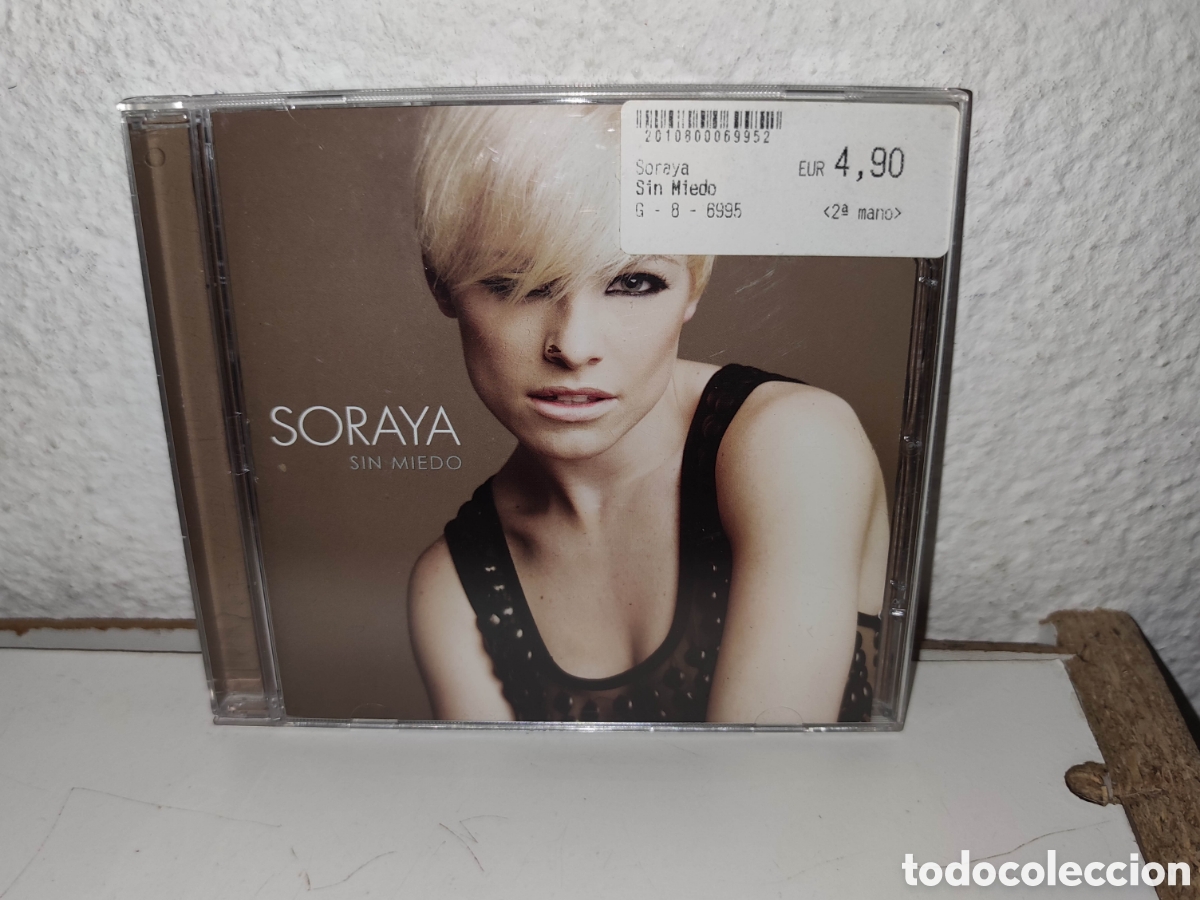 2010800069952
Soraya
EUR 4,90
Sin Miedo
G - 8 - 6995
<2ª mano>
SORAYA
SIN MIEDO
todocoleccion